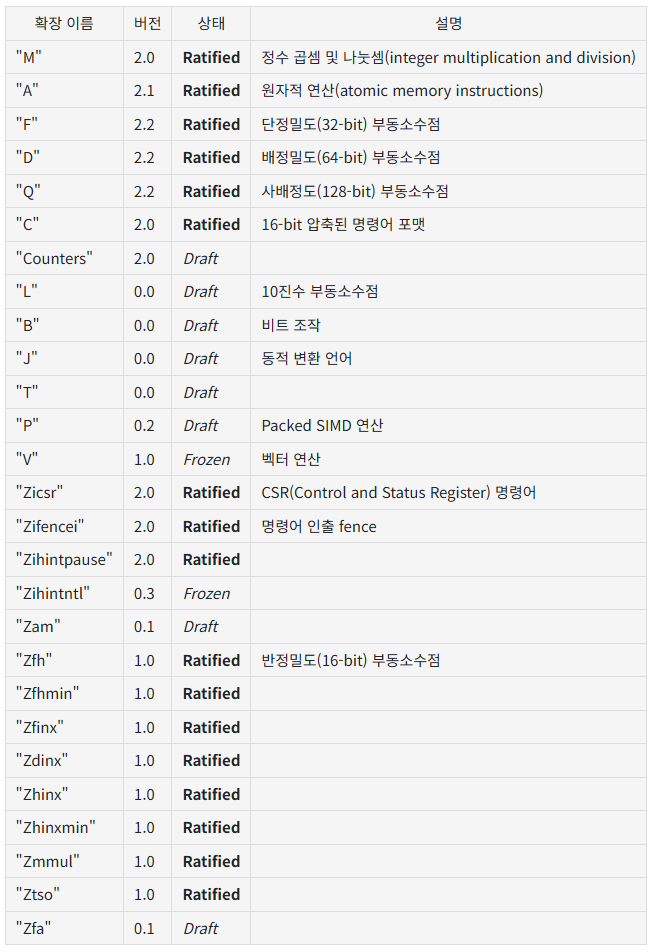 확장 이름 버전 상태 설명
"M" 2.0 Ratified 정수 곱셈 및 나눗셈(integer multiplication and division)
"A" 2.1 Ratified 원자적 연산(atomic memory instructions)
"F" 2.2 Ratified 단정밀도(32-bit) 부동소수점
"D" 2.2 Ratified 배정밀도(64-bit) 부동소수점
"Q" 2.2 Ratified 사배정도(128-bit) 부동소수점
"C" 2.0 Ratified 16-bit 압축된 명령어 포맷
"Counters" 2.0 Draft
"L" 0.0 Draft 10진수 부동소수점
"B" 0.0 Draft 비트 조작
"J" 0.0 Draft 동적 변환 언어
"T" 0.0 Draft
"P" 0.2 Draft Packed SIMD 연산
"V" 1.0 Frozen 벡터 연산
"Zicsr" 2.0 Ratified CSR(Control and Status Register) 명령어
"Zifencei" 2.0 Ratified 명령어 인출 fence
"Zihintpause" 2.0 Ratified
"Zihintntl" 0.3 Frozen
"Zam" 0.1 Draft
"Zfh" 1.0 Ratified 반정밀도(16-bit) 부동소수점
"Zfhmin" 1.0 Ratified
"Zfinx" 1.0 Ratified
"Zdinx" 1.0 Ratified
"Zhinx" 1.0 Ratified
"Zhinxmin" 1.0 Ratified
"Zmmul" 1.0 Ratified
"Ztso" 1.0 Ratified
"Zfa" 0.1 Draft